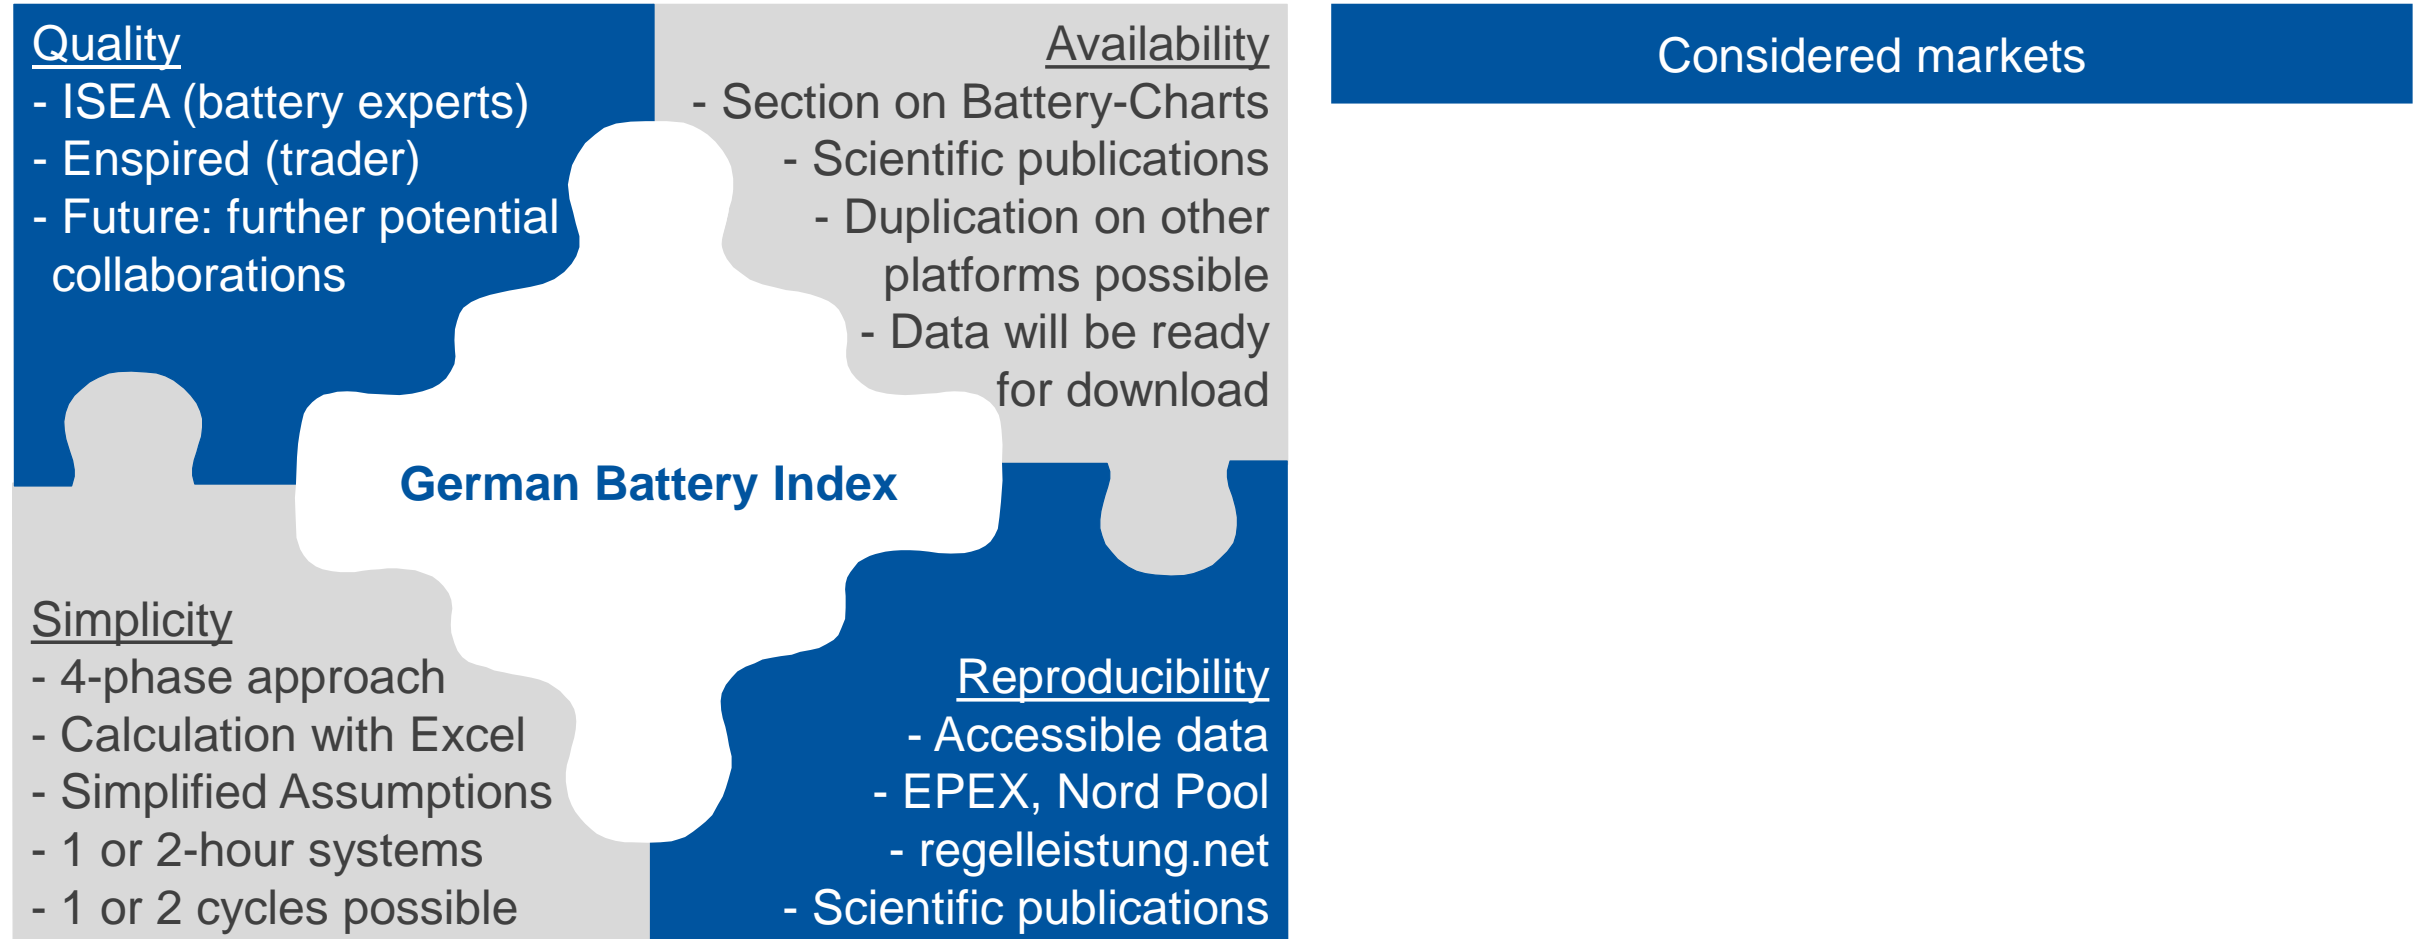 Quality
- ISEA (battery experts)
- Enspired (trader)
- Future: further potential
collaborations
Availability
- Section on Battery-Charts
- Scientific publications
- Duplication on other
platforms possible
- Data will be ready
for download
German Battery Index
Simplicity
- 4-phase approach
- Calculation with Excel
- Simplified Assumptions
- 1 or 2-hour systems
- 1 or 2 cycles possible
Reproducibility
- Accessible data
- EPEX, Nord Pool
- regelleistung.net
- Scientific publications
Considered markets